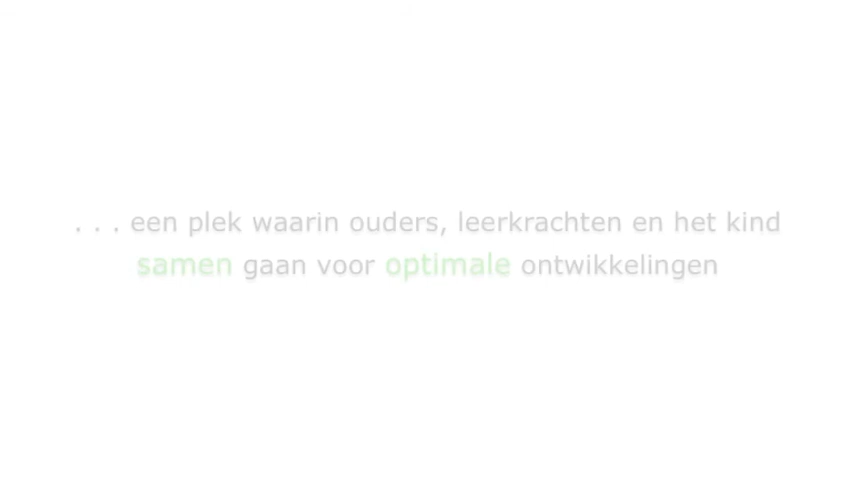 . . . een plek waarin ouders, leerkrachten en het kind
samen gaan voor optimale ontwikkelingen